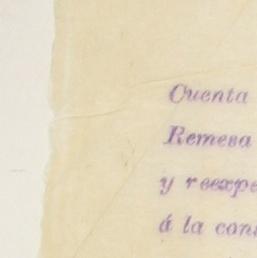 Cuenta
Remesa
y reexpe
á la con